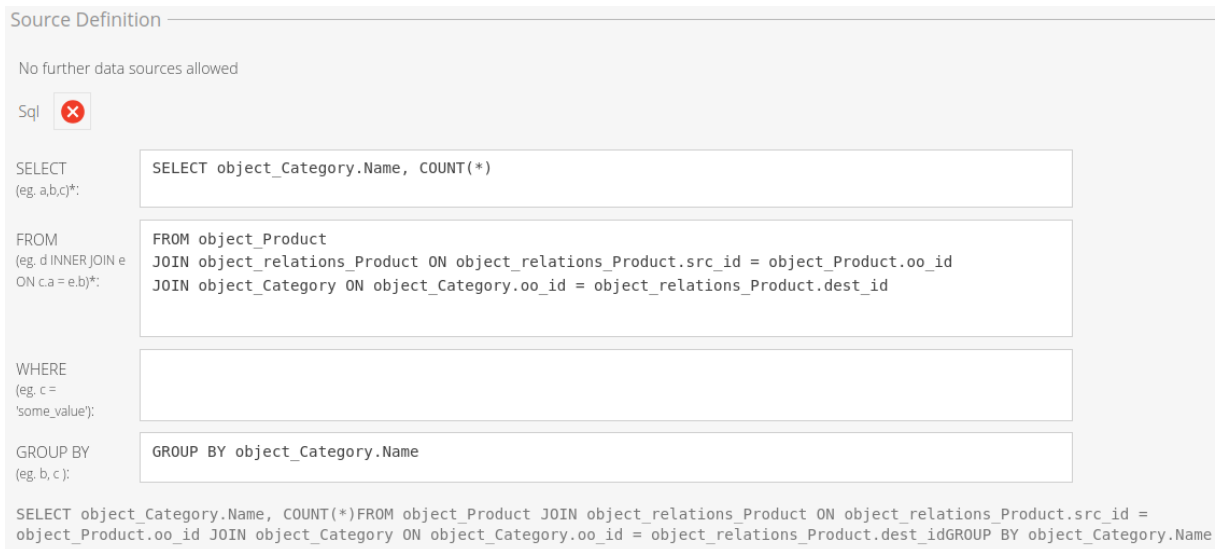 Source Definition
No further data sources allowed
Sql
SELECT
(eg. a,b,c)*:
SELECT object_Category.Name, COUNT(*)
FROM
(eg. d INNER JOIN e
ON c.a = e.b)*:
FROM object_Product
JOIN object_relations_Product ON object_relations_Product.src_id = object_Product.oo_id
JOIN object_Category ON object_Category.oo_id = object_relations_Product.dest_id
WHERE
(eg. c =
'some_value'):
GROUP BY
(eg. b, c ):
GROUP BY object_Category.Name
SELECT object_Category.Name, COUNT(*)FROM object_Product JOIN object_relations_Product ON object_relations_Product.src_id =
object_Product.oo_id JOIN object_Category ON object_Category.oo_id = object_relations_Product.dest_idGROUP BY object_Category.Name